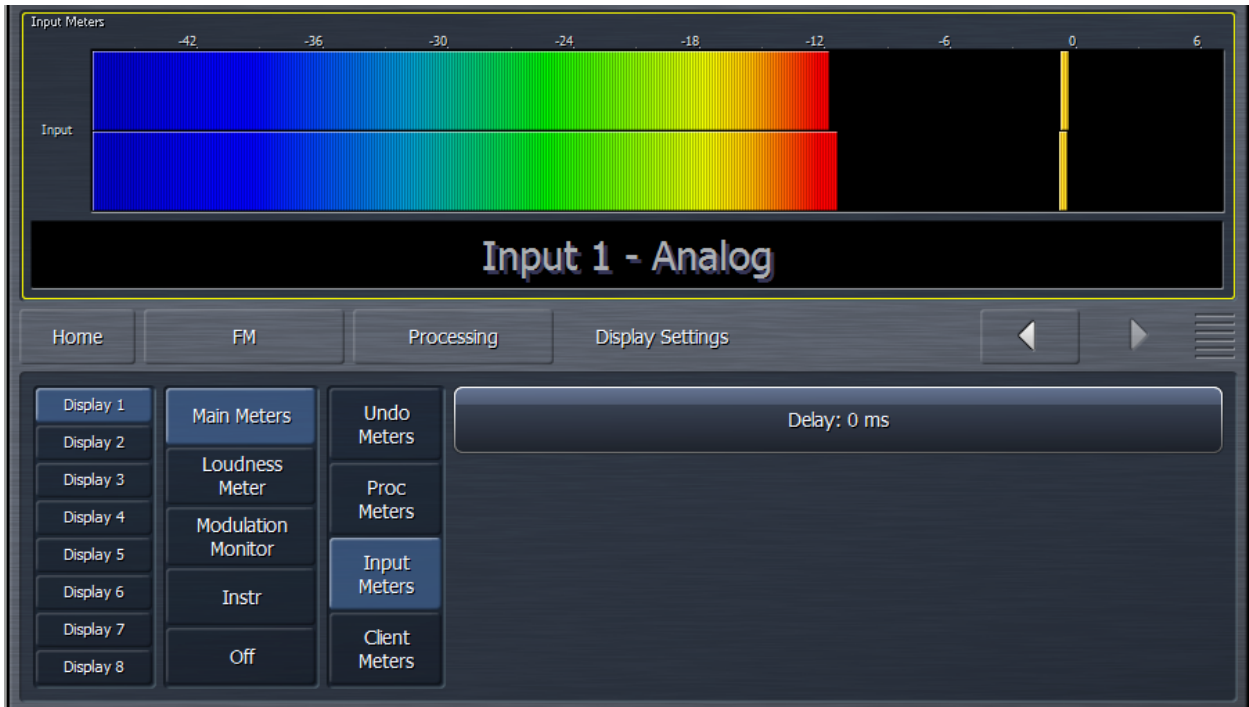 Input Meters
-42 -36 -30 -24 -18 -12 -6 0 6
Input
Input 1 - Analog
Home FM Processing Display Settings
Display 1
Display 2
Display 3
Display 4
Display 5
Display 6
Display 7
Display 8
Main Meters
Loudness
Meter
Modulation
Monitor
Instr
Off
Undo
Meters
Proc
Meters
Input
Meters
Client
Meters
Delay: 0 ms